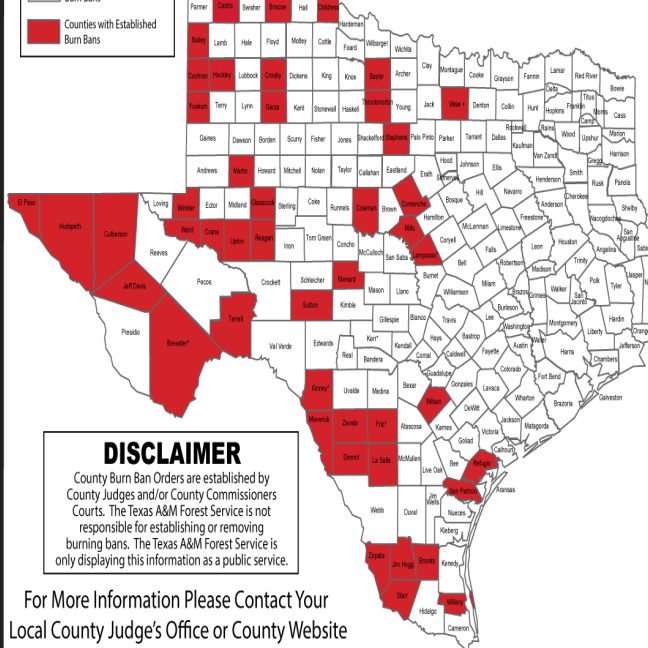 Burn Bans
Counties with Established
Burn Bans
Parmer Castro Swisher Briscoe Hall Childress
Hardeman
Bailey Lamb Hale Floyd Motley Cottle Foard Wilbarger Wichita
Clay Montague Cooke Grayson Fannin Lamar Red River Bowie
Cochran Hockley Lubbock Crosby Dickens King Knox Baylor Archer
Delta Titus Franklin Morris Cass
Yoakum Terry Lynn Garza Kent Stonewall Haskell Throckmorton Young Jack Wise + Denton Collin Hunt Hopkins Camp
Rockwall Rains Wood Upshur Marion
Gaines Dawson Borden Scurry Fisher Jones Shackelford Stephens Palo Pinto Parker Tarrant Dallas Kaufman Van Zandt Gregg Harrison
Andrews Martin Howard Mitchell Nolan Taylor Callahan Eastland Erath Hood Somervell Johnson Ellis Henderson Smith Rusk Panola
El Paso Loving Winkler Ector Midland Glasscock Sterling Coke Runnels Coleman Brown Comanche Bosque Hill Navarro Anderson Cherokee Shelby
Hamilton Freestone Nacogdoches
Hudspeth Culberson Ward Crane Upton Reagan Irion Tom Green Concho Mills Coryell McLennan Limestone San Augustine
Reeves McCulloch San Saba Lampasas* Bell Falls Leon Houston Angelina Sabi
Robertson Madison Trinity
Jeff Davis Pecos Crockett Schleicher Menard Mason Llano Burnet Williamson Milam Brazos Grimes Walker San Jacinto Polk Tyler Jasper
Presidio Brewster* Terrell Sutton Kimble Gillespie Blanco Travis Lee Burleson Washington Montgomery Liberty Hardin Orang
Val Verde Edwards Kerr* Kendall Hays Bastrop Austin Waller Harris Jefferson
Real Bandera Comal Caldwell Fayette Chambers
Guadalupe Colorado Fort Bend
Kinney* Uvalde Medina Bexar Wilson Gonzales Lavaca Wharton Brazoria Galveston
DeWitt Jackson Matagorda
Maverick Zavala Frio* Atascosa Karnes Victoria
Goliad Calhoun
Dimmit La Salle McMullen Live Oak Bee Refugio
San Patricio Aransas
Webb Duval Jim Wells Nueces
Kleberg
Zapata Jim Hogg Brooks Kenedy
Starr Hidalgo Willacy
Cameron
DISCLAIMER
County Burn Ban Orders are established by
County Judges and/or County Commissioners
Courts. The Texas A&M Forest Service is not
responsible for establishing or removing
burning bans. The Texas A&M Forest Service is
only displaying this information as a public service.
For More Information Please Contact Your
Local County Judge's Office or County Website